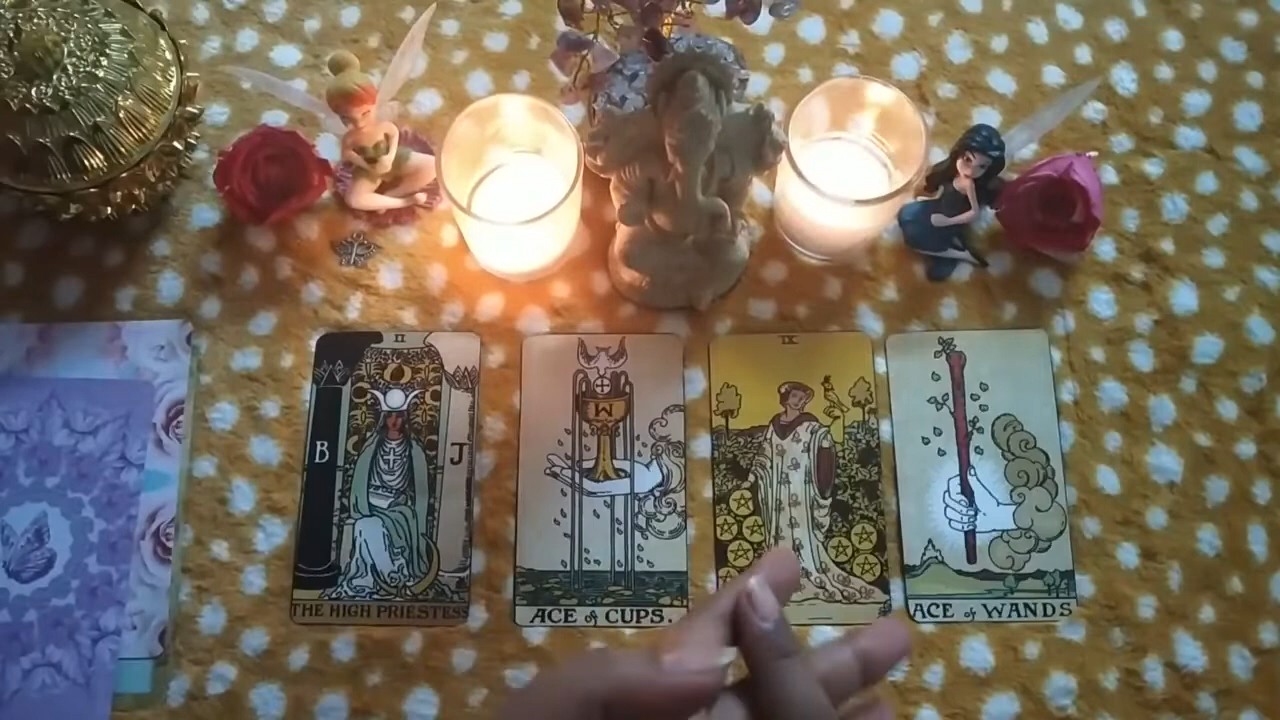 II
B J
THE HIGH PRIESTESS
ACE of CUPS.
IX
ACE of WANDS